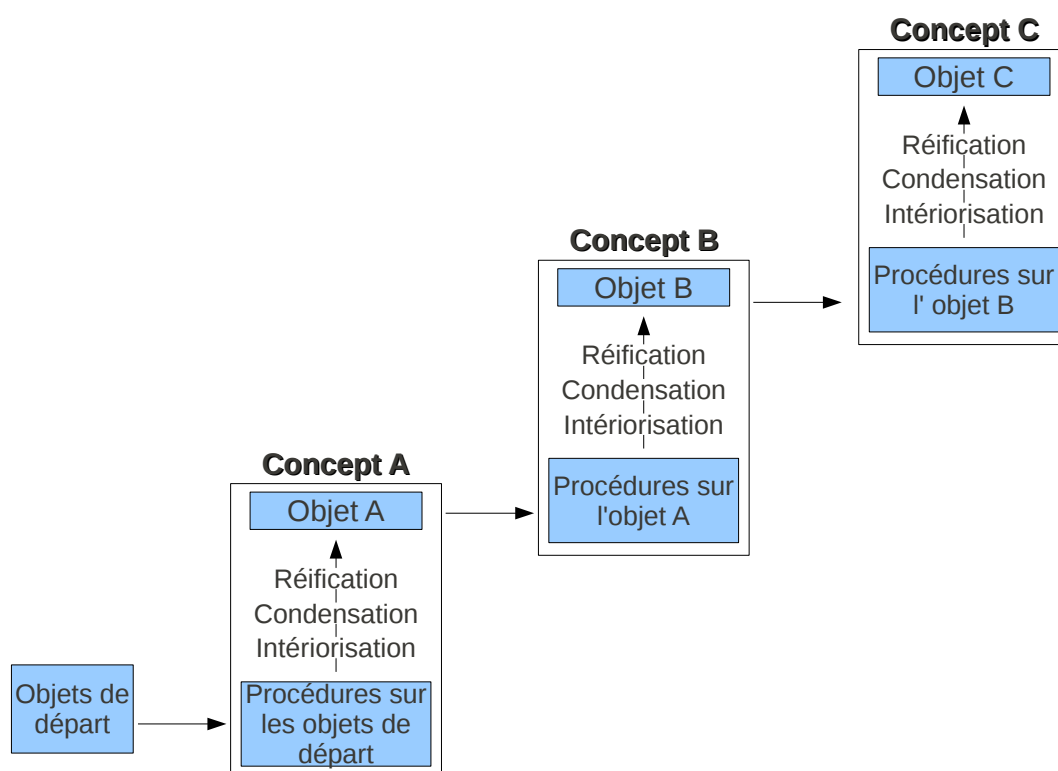 Concept C
Objet C
Réification
Condensation
Intériorisation
Procédures sur
l' objet B
Concept B
Objet B
Réification
Condensation
Intériorisation
Procédures sur
l'objet A
Concept A
Objet A
Réification
Condensation
Intériorisation
Procédures sur
les objets de
départ
Objets de
départ